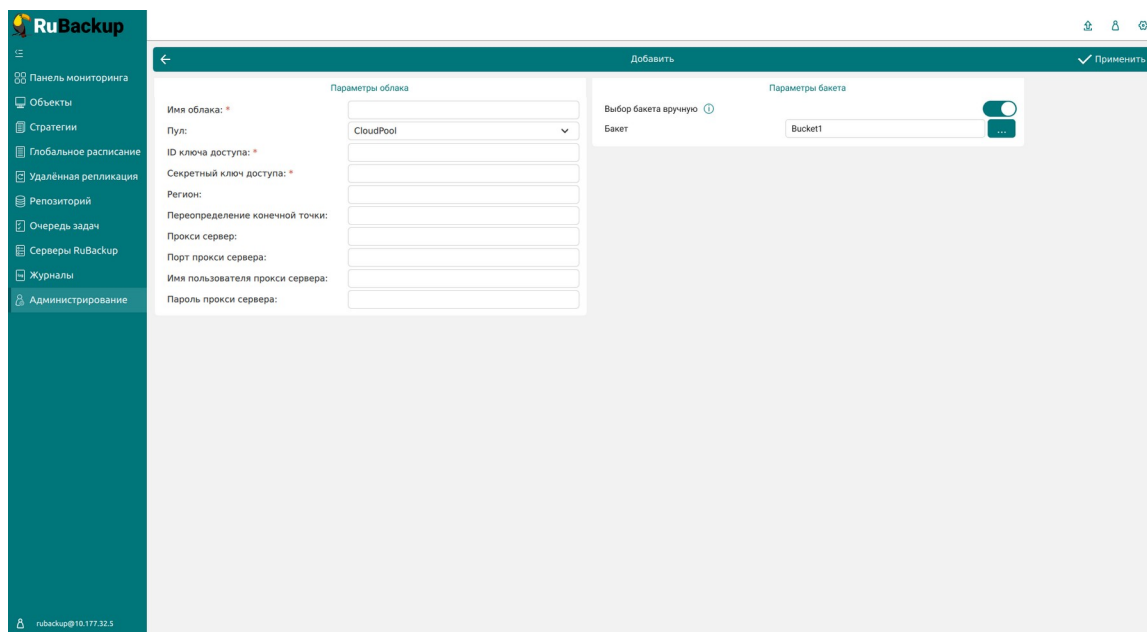 RuBackup
Панель мониторинга
Объекты
Стратегии
Глобальное расписание
Удалённая репликация
Репозиторий
Очередь задач
Серверы RuBackup
Журналы
Администрирование
rubackup@10.177.32.5
Добавить
Применить
Параметры облака
Имя облака: *
Пул: CloudPool
ID ключа доступа: *
Секретный ключ доступа: *
Регион:
Переопределение конечной точки:
Прокси сервер:
Порт прокси сервера:
Имя пользователя прокси сервера:
Пароль прокси сервера:
Параметры бакета
Выбор бакета вручную
Бакет Bucket1 ...